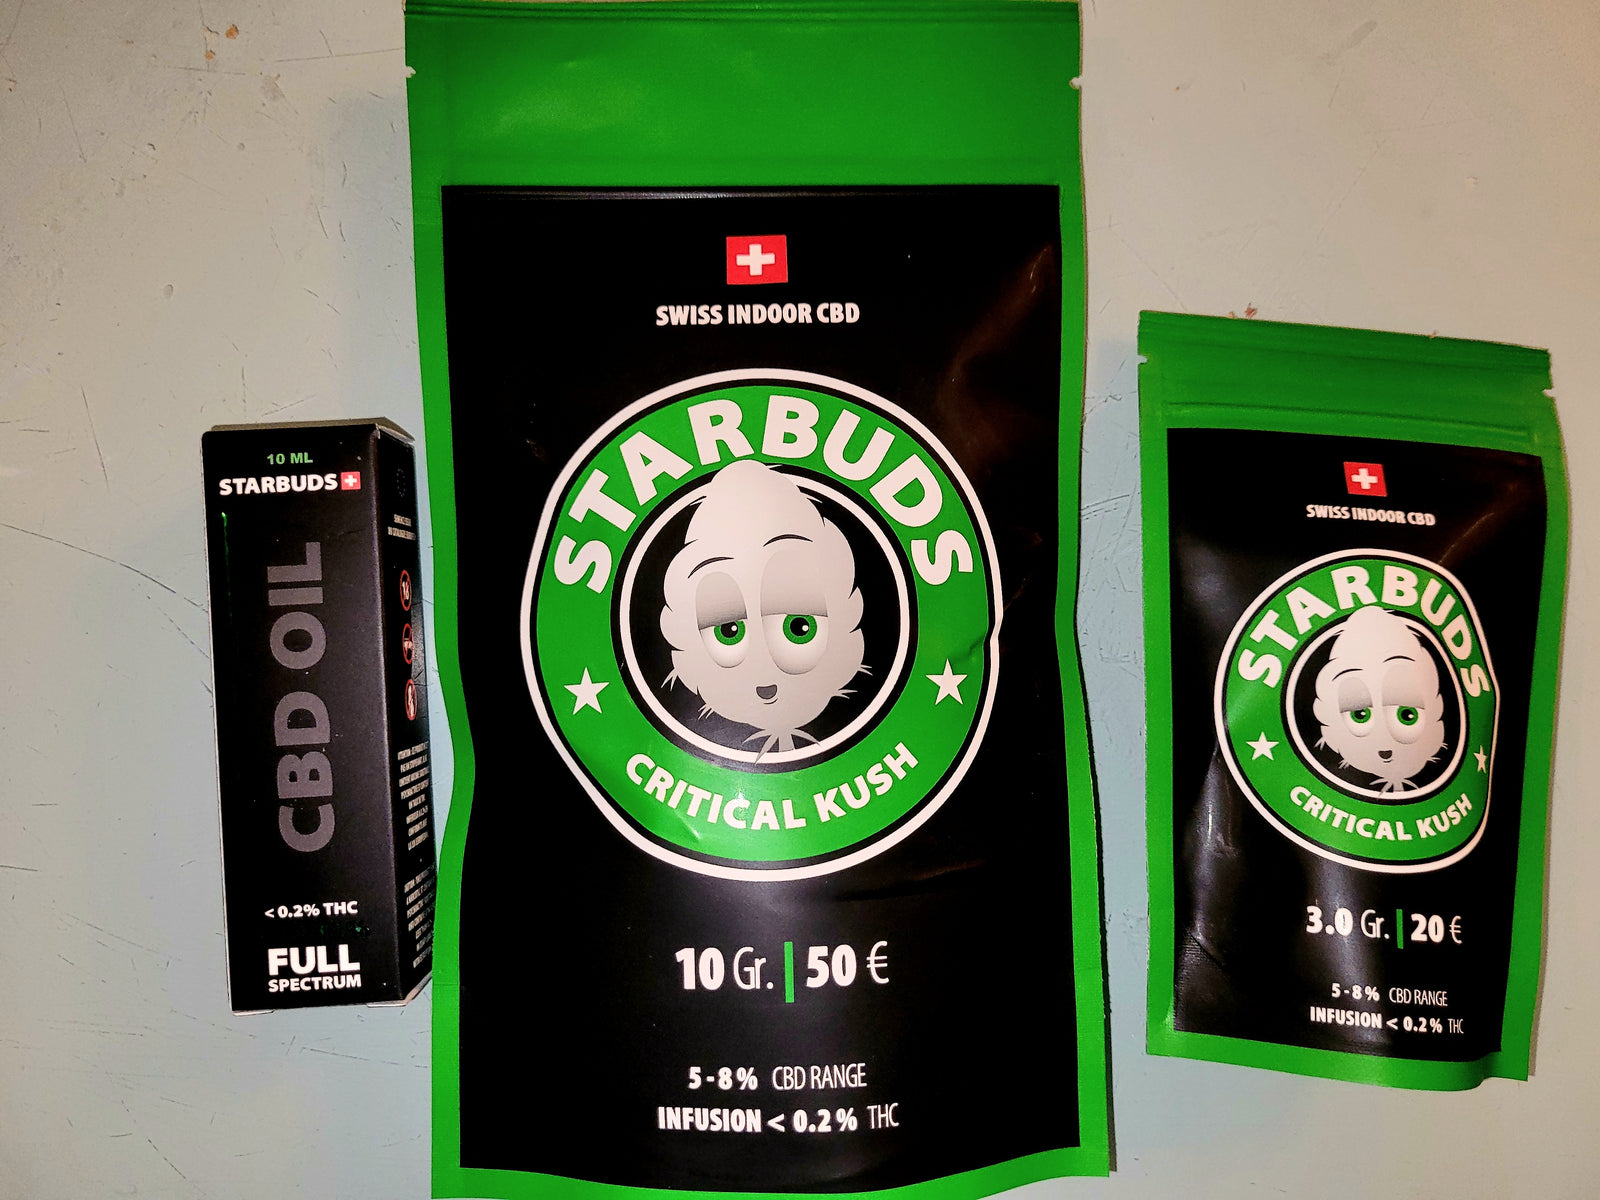 10 ML
STARBUDS
CBD OIL
< 0.2% THC
FULL
SPECTRUM
SWISS INDOOR CBD
STARBUDS
CRITICAL KUSH
10 Gr. | 50 €
5 - 8 % CBD RANGE
INFUSION < 0.2 % THC
SWISS INDOOR CBD
STARBUDS
CRITICAL KUSH
3.0 Gr. | 20 €
5 - 8 % CBD RANGE
INFUSION < 0.2 % THC